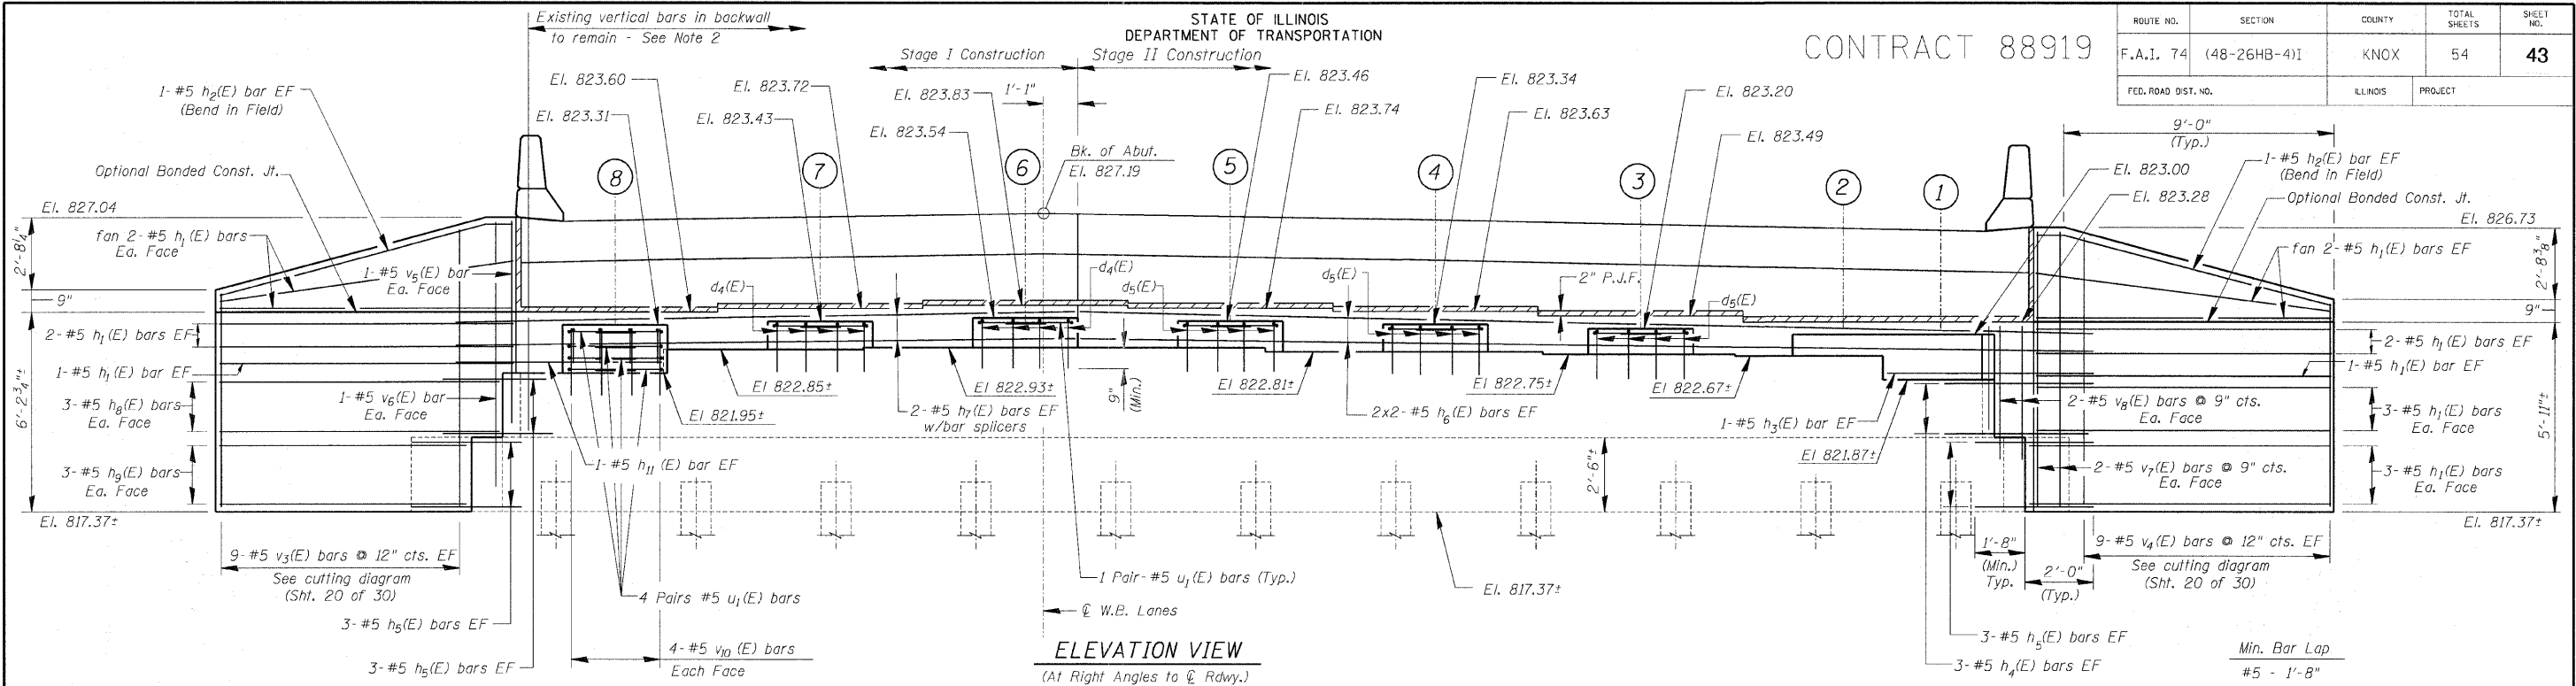 STATE OF ILLINOIS
DEPARTMENT OF TRANSPORTATION
CONTRACT 88919
ROUTE NO.
SECTION
COUNTY
TOTAL SHEETS
SHEET NO.
F.A.I. 74
(48-26HB-4)I
KNOX
54
43
FED. ROAD DIST. NO.
ILLINOIS
PROJECT
Existing vertical bars in backwall
to remain - See Note 2
Stage I Construction
Stage II Construction
1'-1"
1- #5 h2(E) bar EF
(Bend in Field)
Optional Bonded Const. Jt.
El. 827.04
fan 2- #5 h1(E) bars
Ea. Face
2'-8¼"
9"
6'-2¾"±
1- #5 v5(E) bar
Ea. Face
2- #5 h1(E) bars EF
1- #5 h1(E) bar EF
3- #5 h8(E) bars
Ea. Face
1- #5 v6(E) bar
Ea. Face
3- #5 h9(E) bars
Ea. Face
El. 817.37±
9- #5 v3(E) bars @ 12" cts. EF
See cutting diagram
(Sht. 20 of 30)
3- #5 h5(E) bars EF
3- #5 h5(E) bars EF
El. 823.60
El. 823.31
El. 823.72
El. 823.43
El. 823.83
El. 823.54
Bk. of Abut.
El. 827.19
El. 823.46
El. 823.74
El. 823.34
El. 823.63
El. 823.20
El. 823.49
El. 823.00
El. 823.28
8
7
6
5
4
3
2
1
d4(E)
d4(E)
d5(E)
d5(E)
2" P.J.F.
d5(E)
El 821.95±
El 822.85±
El 822.93±
9"
(Min.)
El 822.81±
El 822.75±
El 822.67±
El 821.87±
2- #5 h7(E) bars EF
w/bar splicers
2x2- #5 h6(E) bars EF
1- #5 h3(E) bar EF
1- #5 h11 (E) bar EF
2'-6"±
4 Pairs #5 u1(E) bars
1 Pair- #5 u1(E) bars (Typ.)
El. 817.37±
℄ W.B. Lanes
4- #5 v10 (E) bars
Each Face
9'-0"
(Typ.)
1- #5 h2(E) bar EF
(Bend in Field)
Optional Bonded Const. Jt.
El. 826.73
fan 2- #5 h1(E) bars EF
2'-8⅜"
9"
5'-11"±
2- #5 h1(E) bars EF
1- #5 h1(E) bar EF
2- #5 v8(E) bars @ 9" cts.
Ea. Face
3- #5 h1(E) bars
Ea. Face
2- #5 v7(E) bars @ 9" cts.
Ea. Face
3- #5 h1(E) bars
Ea. Face
El. 817.37±
1'-8"
(Min.)
Typ.
2'-0"
(Typ.)
9- #5 v4(E) bars @ 12" cts. EF
See cutting diagram
(Sht. 20 of 30)
3- #5 h5(E) bars EF
3- #5 h4(E) bars EF
ELEVATION VIEW
(At Right Angles to ℄ Rdwy.)
Min. Bar Lap
#5 - 1'-8"